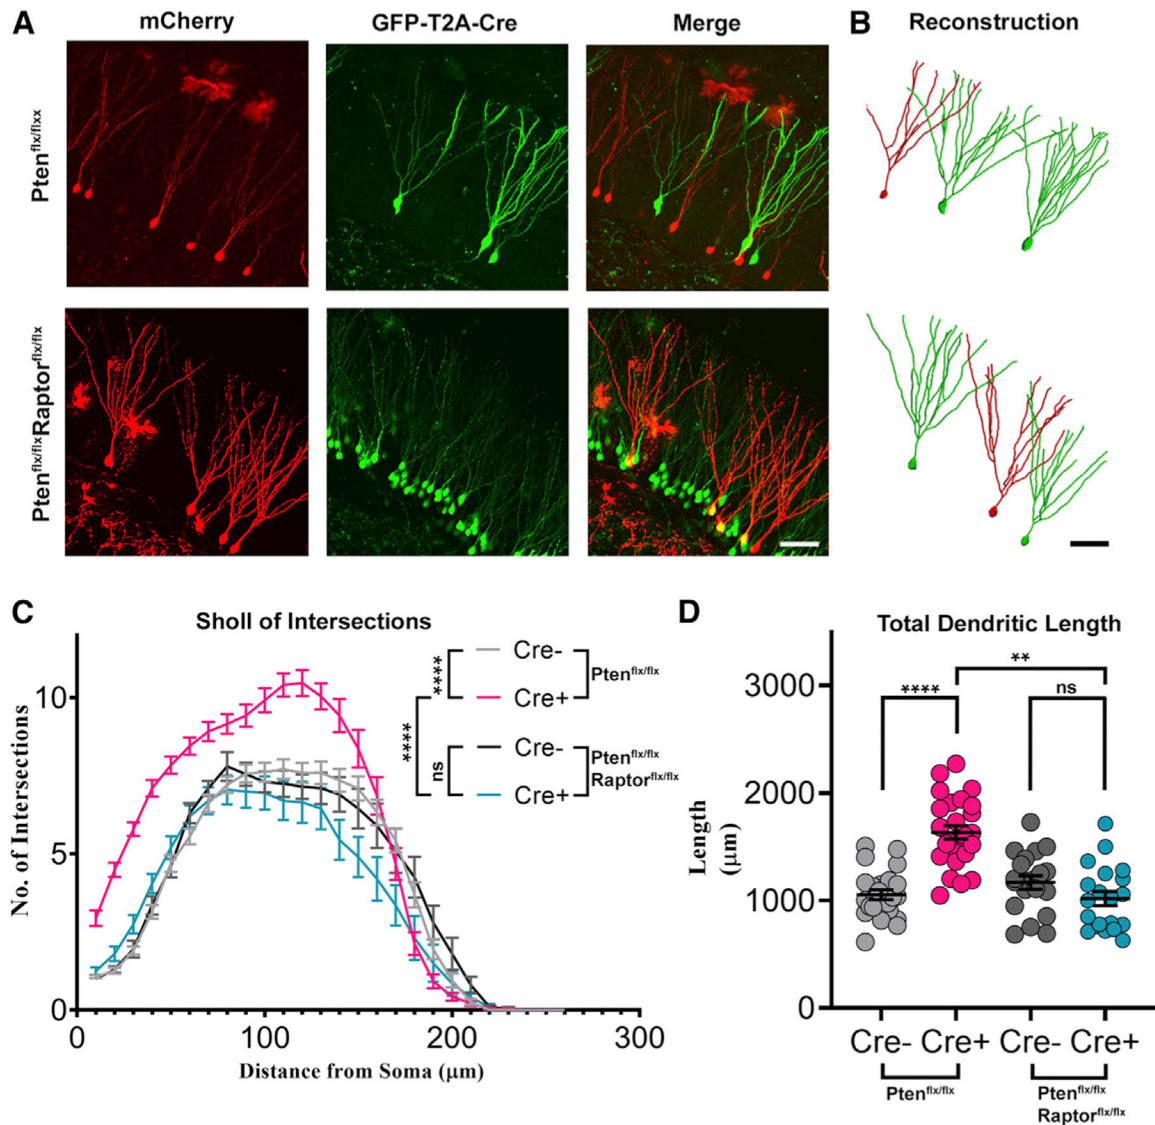 A
mCherry
GFP-T2A-Cre
Merge
B
Reconstruction
Pten^flx/flxx
Pten^flx/flx Raptor^flx/flx
C
Sholl of Intersections
No. of Intersections
10
5
0
0
100
200
300
Distance from Soma (μm)
****
****
ns
Cre-
Cre+
Cre-
Cre+
Pten^flx/flx
Pten^flx/flx
Raptor^flx/flx
D
Total Dendritic Length
Length
(μm)
3000
2000
1000
0
****
**
ns
Cre- Cre+ Cre- Cre+
Pten^flx/flx
Pten^flx/flx
Raptor^flx/flx